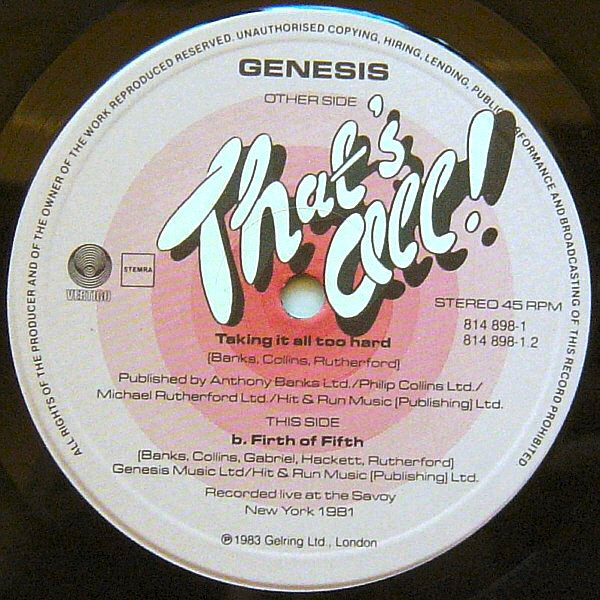 ALL RIGHTS OF THE PRODUCER AND OF THE OWNER OF THE WORK REPRODUCED RESERVED. UNAUTHORISED COPYING, HIRING, LENDING, PUBLIC PERFORMANCE AND BROADCASTING OF THIS RECORD PROHIBITED
GENESIS
OTHER SIDE
That's
all!
VERTIGO
STEMRA
STEREO 45 RPM
814 898-1
814 898-1.2
Taking it all too hard
(Banks, Collins, Rutherford)
Published by Anthony Banks Ltd./Philip Collins Ltd./
Michael Rutherford Ltd./Hit & Run Music (Publishing) Ltd.
THIS SIDE
b. Firth of Fifth
(Banks, Collins, Gabriel, Hackett, Rutherford)
Genesis Music Ltd/Hit & Run Music (Publishing) Ltd.
Recorded live at the Savoy
New York 1981
℗ 1983 Gelring Ltd., London